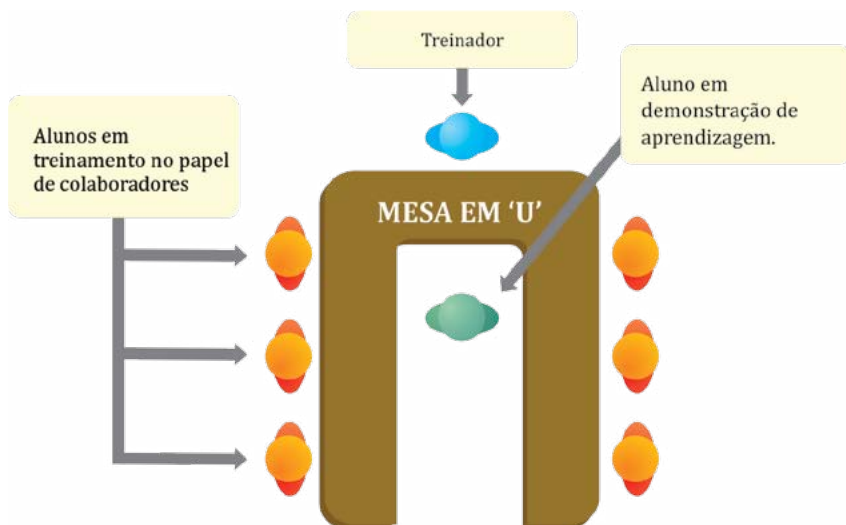 Treinador
Aluno em
demonstração de
aprendizagem.
Alunos em
treinamento no papel
de colaboradores
MESA EM ‘U’